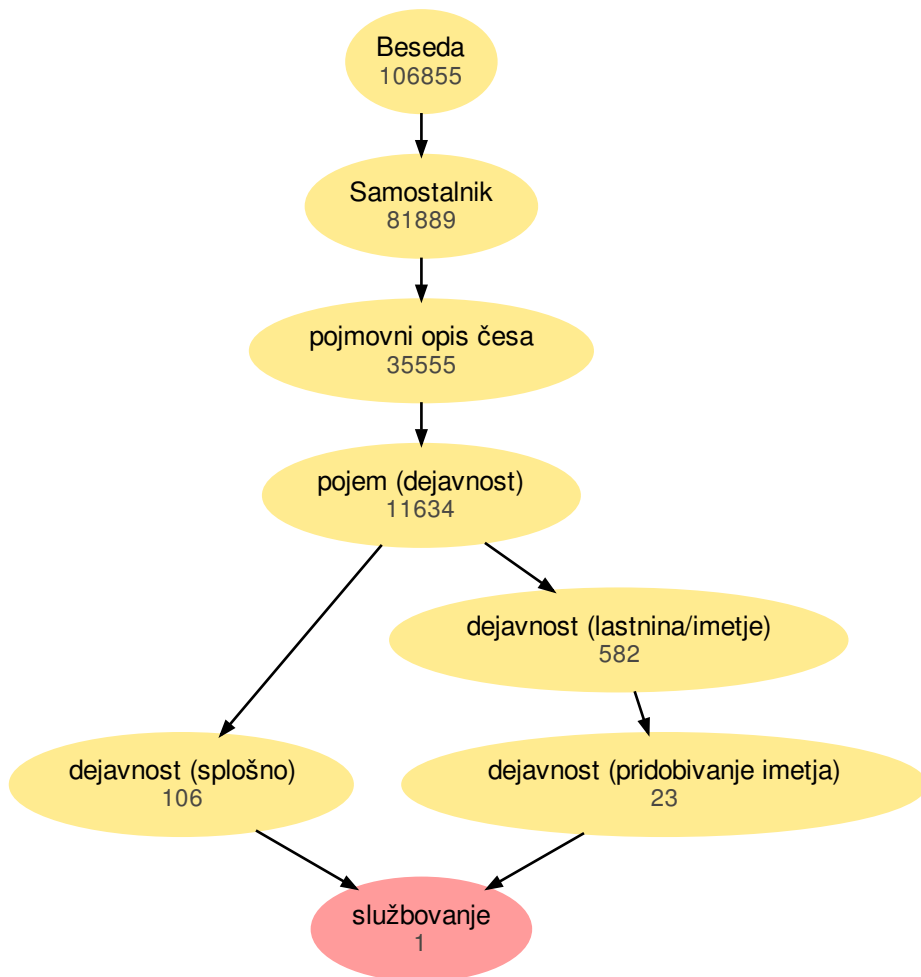 Beseda
106855
Samostalnik
81889
pojmovni opis česa
35555
pojem (dejavnost)
11634
dejavnost (lastnina/imetje)
582
dejavnost (splošno)
106
dejavnost (pridobivanje imetja)
23
službovanje
1